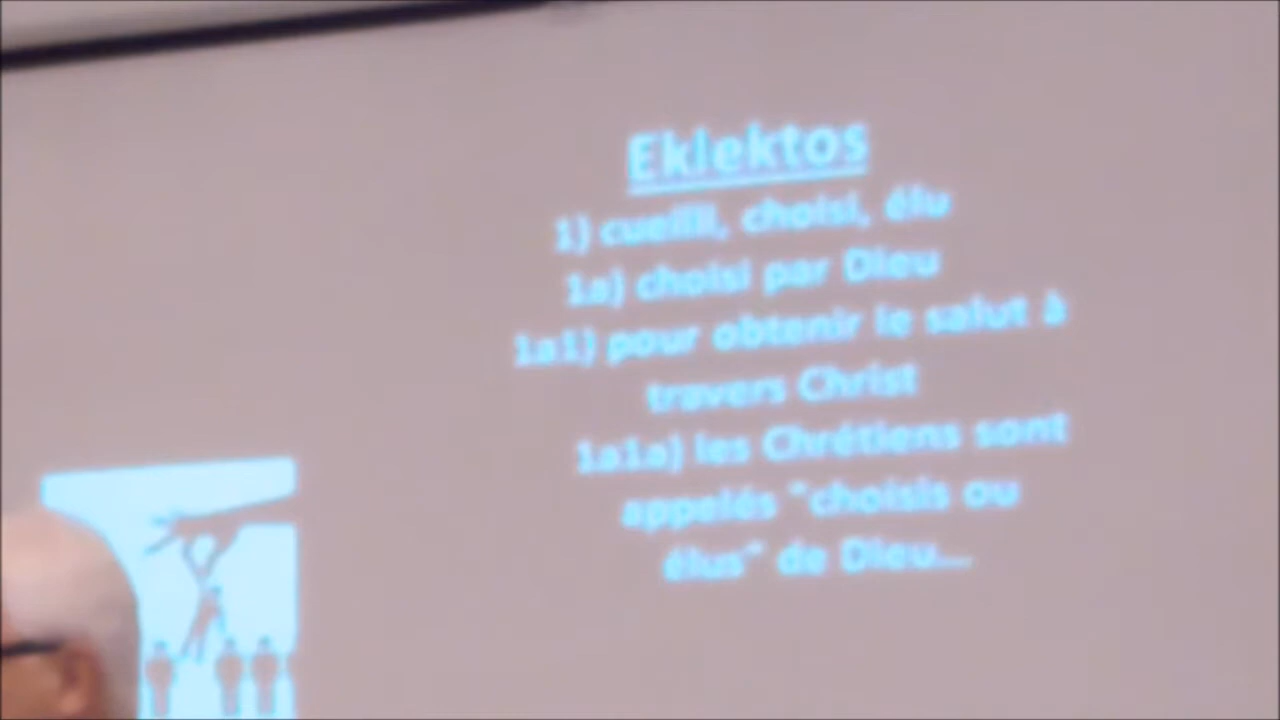 Eklektos
1) cueilli, choisi, élu
1a) choisi par Dieu
1a1) pour obtenir le salut à
travers Christ
1a1a) les Chrétiens sont
appelés "choisis ou
élus" de Dieu...